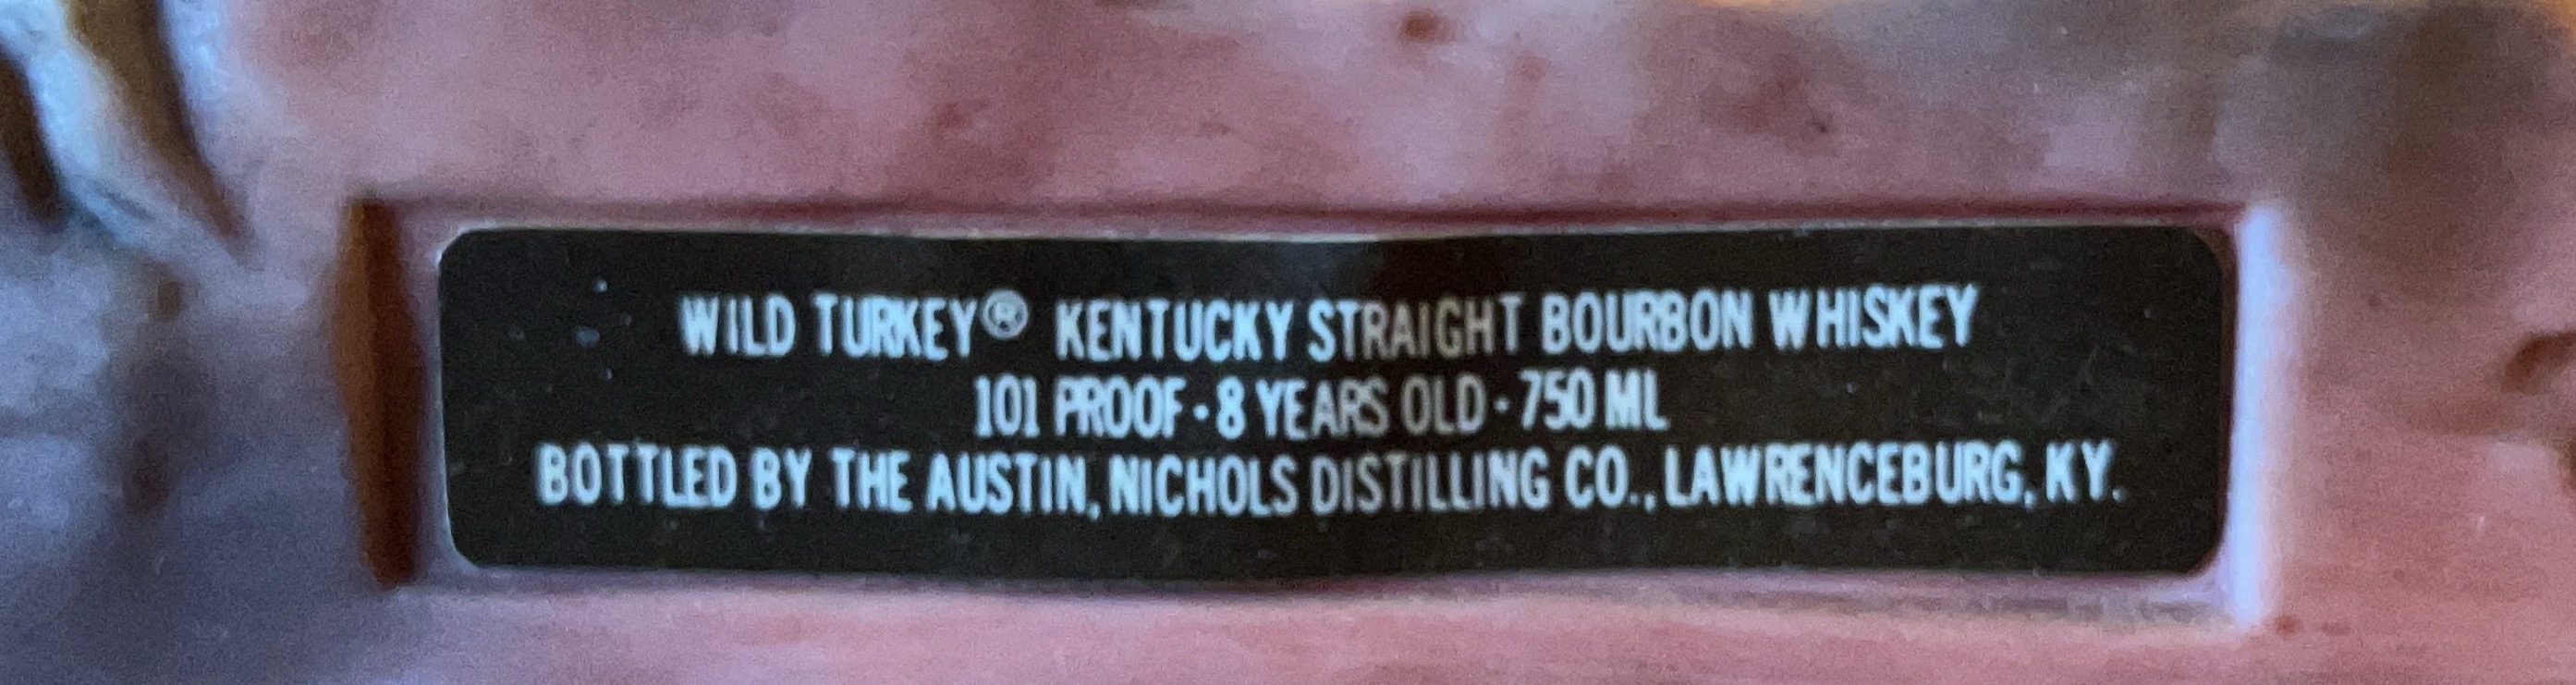 WILD TURKEY® KENTUCKY STRAIGHT BOURBON WHISKEY
101 PROOF · 8 YEARS OLD · 750 ML
BOTTLED BY THE AUSTIN, NICHOLS DISTILLING CO., LAWRENCEBURG, KY.